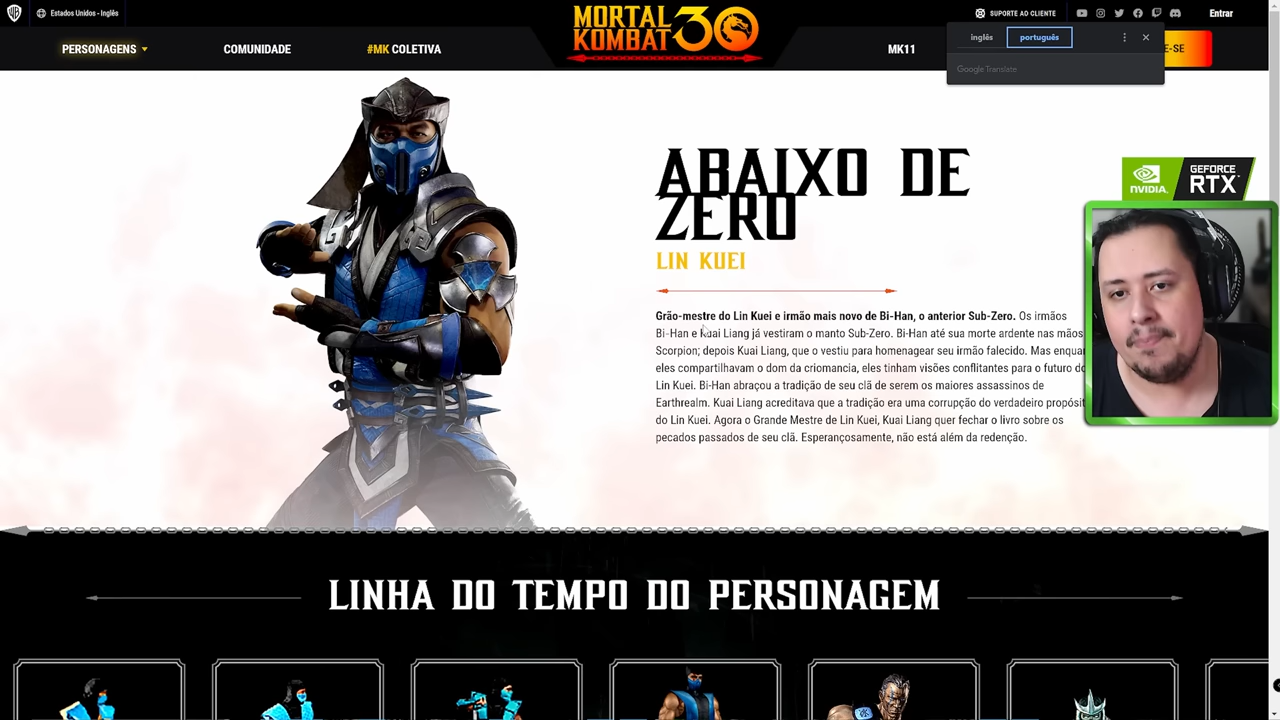 Estados Unidos - Inglês
SUPORTE AO CLIENTE
Entrar
PERSONAGENS
COMUNIDADE
#MK COLETIVA
MORTAL
KOMBAT 30
MK11
E-SE
inglês
português
Google Translate
ABAIXO DE
ZERO
LIN KUEI
Grão-mestre do Lin Kuei e irmão mais novo de Bi-Han, o anterior Sub-Zero. Os irmãos
Bi-Han e Kuai Liang já vestiram o manto Sub-Zero. Bi-Han até sua morte ardente nas mãos
Scorpion; depois Kuai Liang, que o vestiu para homenagear seu irmão falecido. Mas enquan
eles compartilhavam o dom da criomancia, eles tinham visões conflitantes para o futuro do
Lin Kuei. Bi-Han abraçou a tradição de seu clã de serem os maiores assassinos de
Earthrealm. Kuai Liang acreditava que a tradição era uma corrupção do verdadeiro propósit
do Lin Kuei. Agora o Grande Mestre de Lin Kuei, Kuai Liang quer fechar o livro sobre os
pecados passados de seu clã. Esperançosamente, não está além da redenção.
NVIDIA.
GEFORCE
RTX
LINHA DO TEMPO DO PERSONAGEM